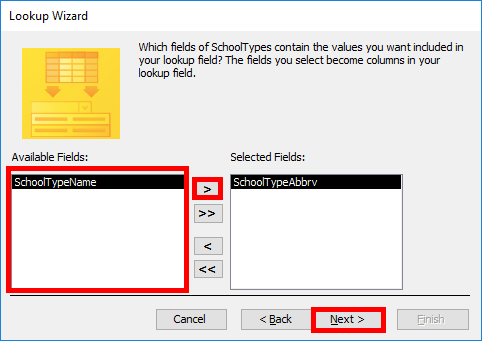 Lookup Wizard
Which fields of SchoolTypes contain the values you want included in
your lookup field? The fields you select become columns in your
lookup field.
Available Fields:
Selected Fields:
SchoolTypeName
SchoolTypeAbbrv
>
>>
<
<<
Cancel
< Back
Next >
Finish